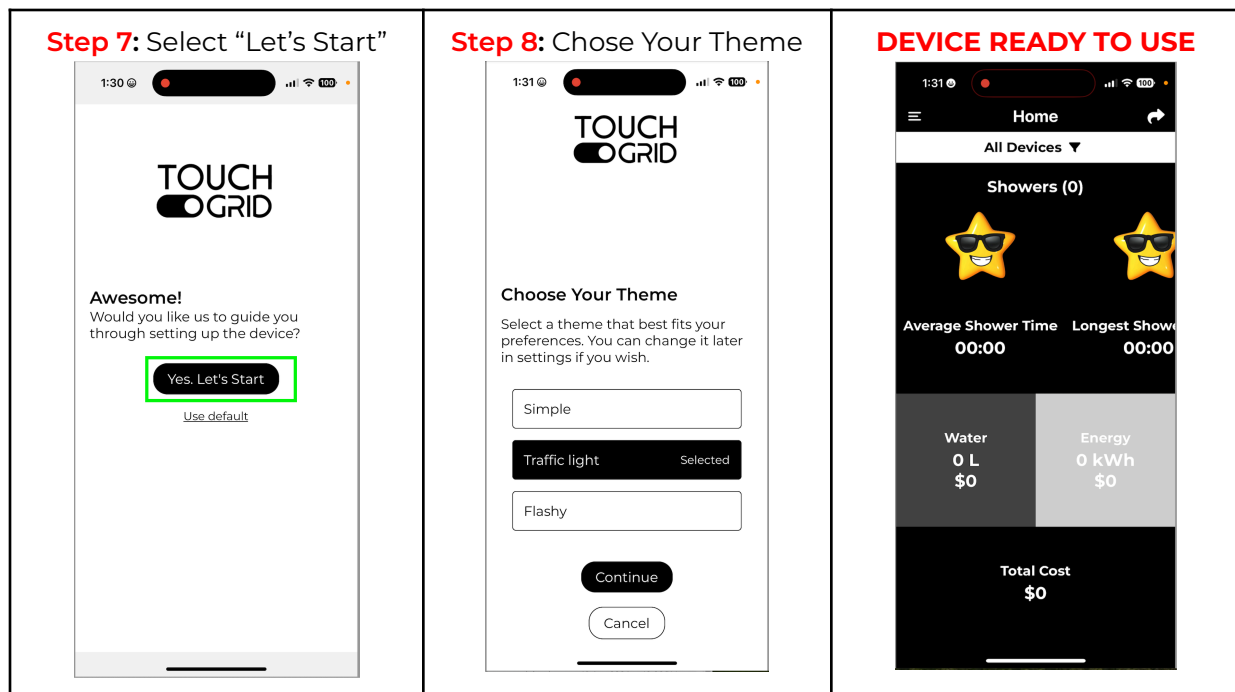 Step 7: Select “Let’s Start”
1:30
100
TOUCH
GRID
Awesome!
Would you like us to guide you
through setting up the device?
Yes. Let's Start
Use default
Step 8: Chose Your Theme
1:31
100
TOUCH
GRID
Choose Your Theme
Select a theme that best fits your
preferences. You can change it later
in settings if you wish.
Simple
Traffic light Selected
Flashy
Continue
Cancel
DEVICE READY TO USE
1:31
100
Home
All Devices
Showers (0)
Average Shower Time Longest Showe
00:00 00:00
Water Energy
0 L 0 kWh
$0 $0
Total Cost
$0